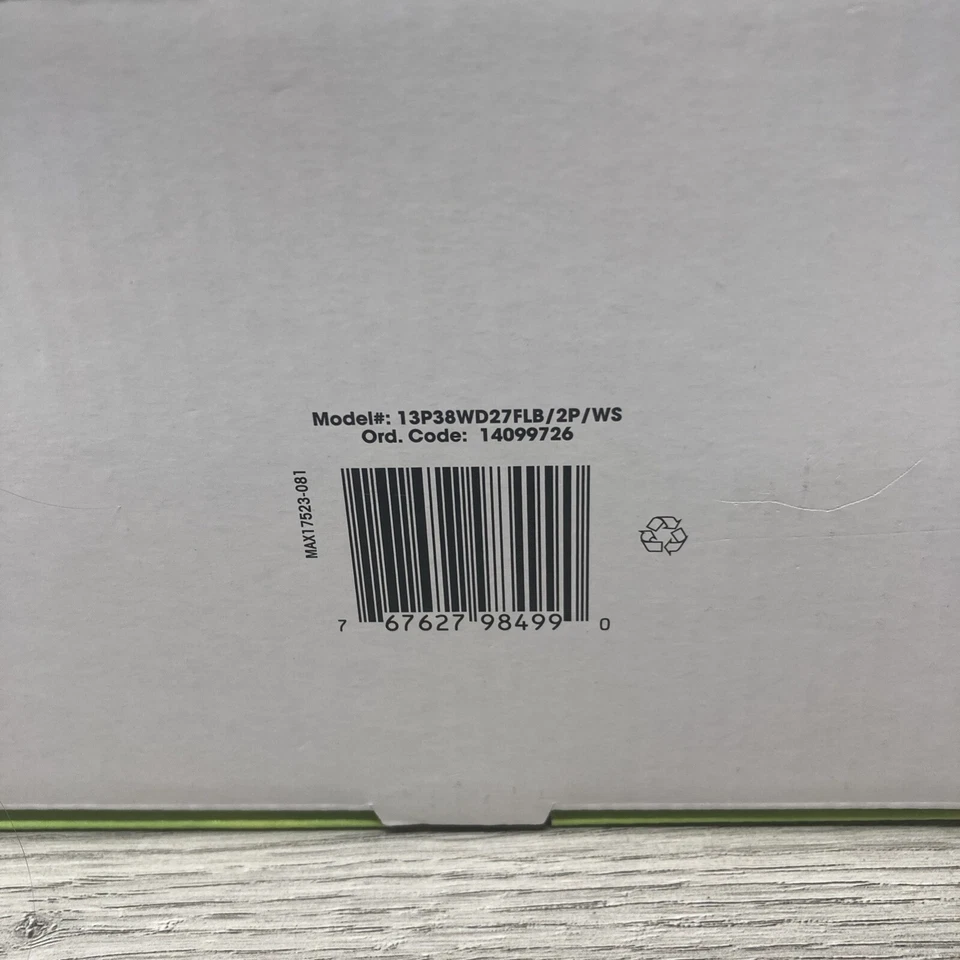 Model#: 13P38WD27FLB/2P/WS
Ord. Code: 14099726
MAX17523-081
7 67627 98499 0